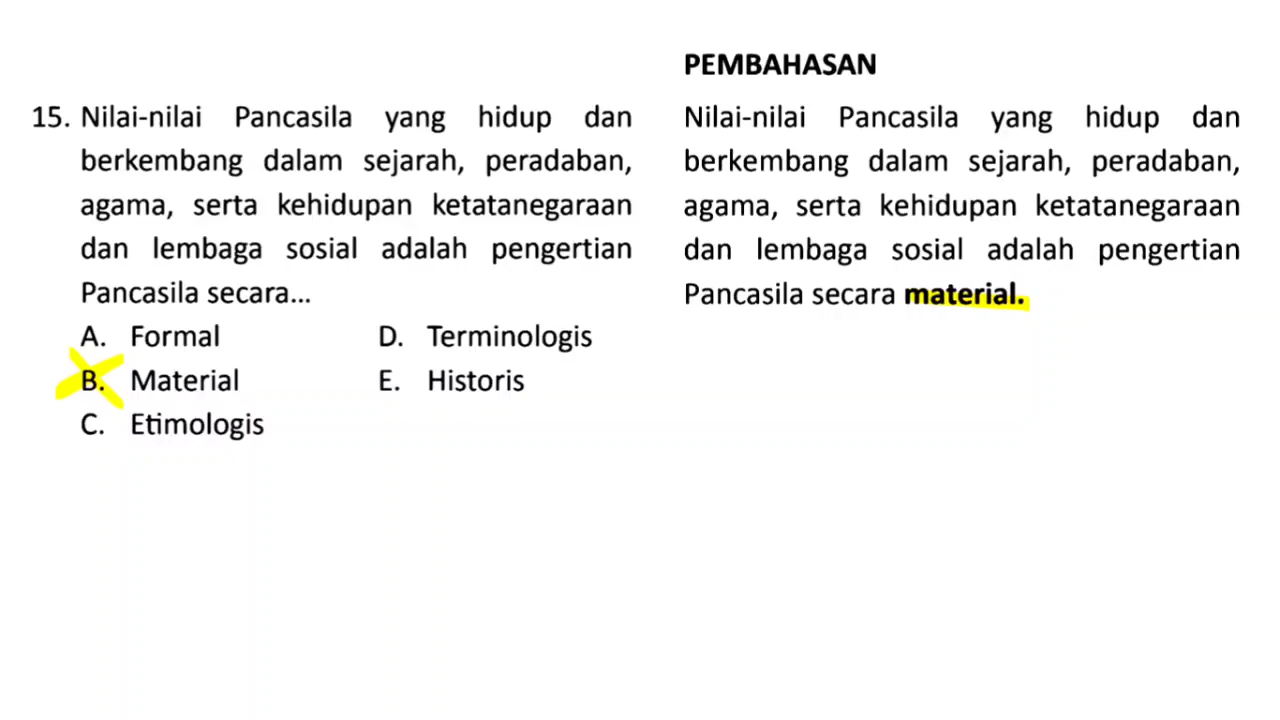 15. Nilai-nilai Pancasila yang hidup dan
berkembang dalam sejarah, peradaban,
agama, serta kehidupan ketatanegaraan
dan lembaga sosial adalah pengertian
Pancasila secara...
A. Formal
B. Material
C. Etimologis
D. Terminologis
E. Historis
PEMBAHASAN
Nilai-nilai Pancasila yang hidup dan
berkembang dalam sejarah, peradaban,
agama, serta kehidupan ketatanegaraan
dan lembaga sosial adalah pengertian
Pancasila secara material.